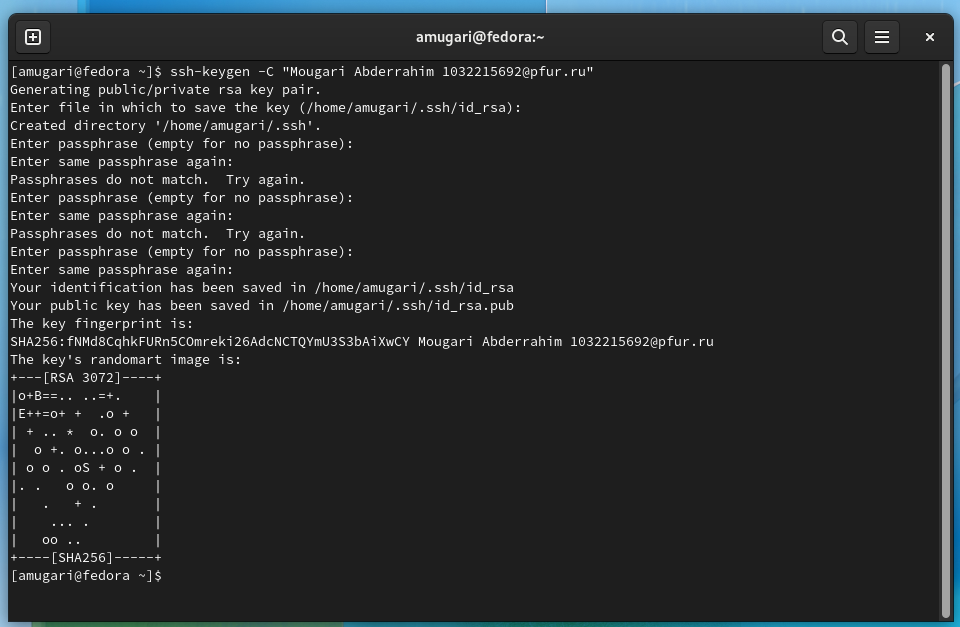 amugari@fedora:~
[amugari@fedora ~]$ ssh-keygen -C "Mougari Abderrahim 1032215692@pfur.ru"
Generating public/private rsa key pair.
Enter file in which to save the key (/home/amugari/.ssh/id_rsa):
Created directory '/home/amugari/.ssh'.
Enter passphrase (empty for no passphrase):
Enter same passphrase again:
Passphrases do not match.  Try again.
Enter passphrase (empty for no passphrase):
Enter same passphrase again:
Passphrases do not match.  Try again.
Enter passphrase (empty for no passphrase):
Enter same passphrase again:
Your identification has been saved in /home/amugari/.ssh/id_rsa
Your public key has been saved in /home/amugari/.ssh/id_rsa.pub
The key fingerprint is:
SHA256:fNMd8CqhkFURn5COmreki26AdcNCTQYmU3S3bAiXwCY Mougari Abderrahim 1032215692@pfur.ru
The key's randomart image is:
+---[RSA 3072]----+
|o+B==.. ..=+.    |
|E++=o+ +  .o +   |
| + .. *  o. o o  |
|  o +. o...o o . |
| o o . oS + o .  |
|. .   o o. o     |
|   .   + .       |
|    ... .        |
|   oo ..         |
+----[SHA256]-----+
[amugari@fedora ~]$